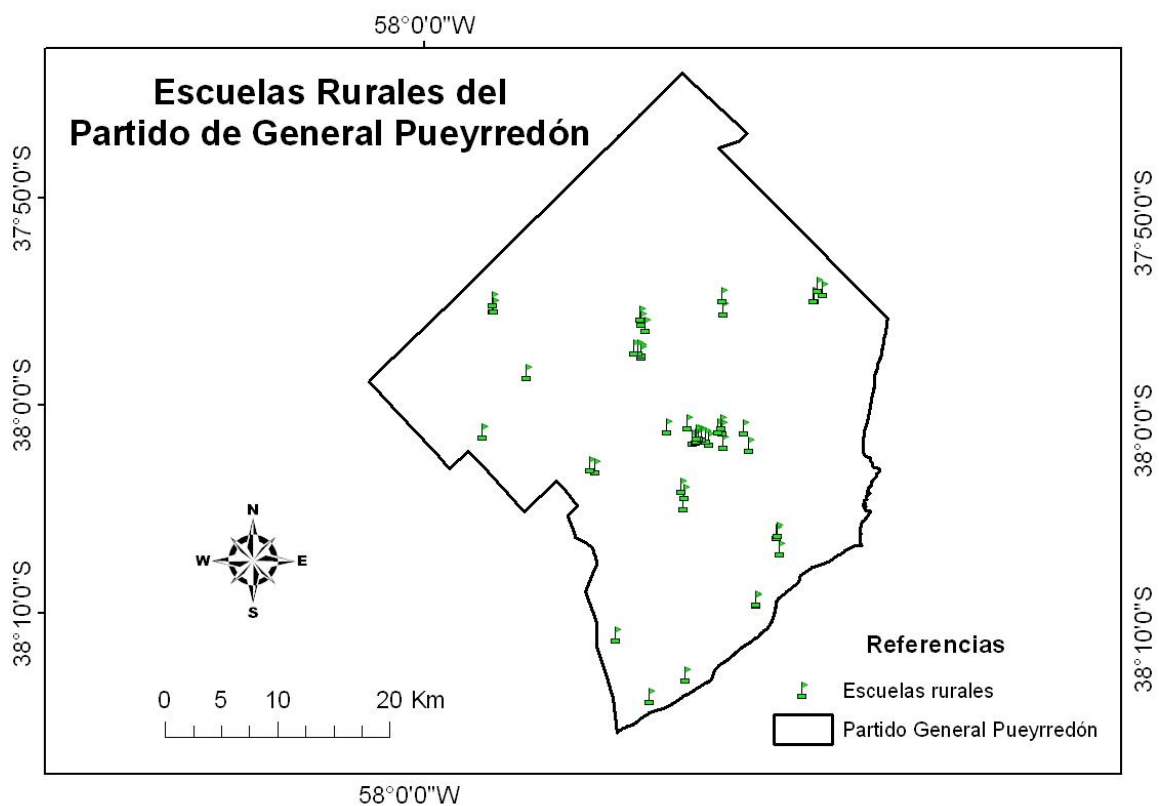 58°0'0"W
Escuelas Rurales del
Partido de General Pueyrredón
37°50'0"S
37°50'0"S
38°0'0"S
38°0'0"S
N
W
E
S
38°10'0"S
38°10'0"S
Referencias
Escuelas rurales
Partido General Pueyrredón
0 5 10 20 Km
58°0'0"W